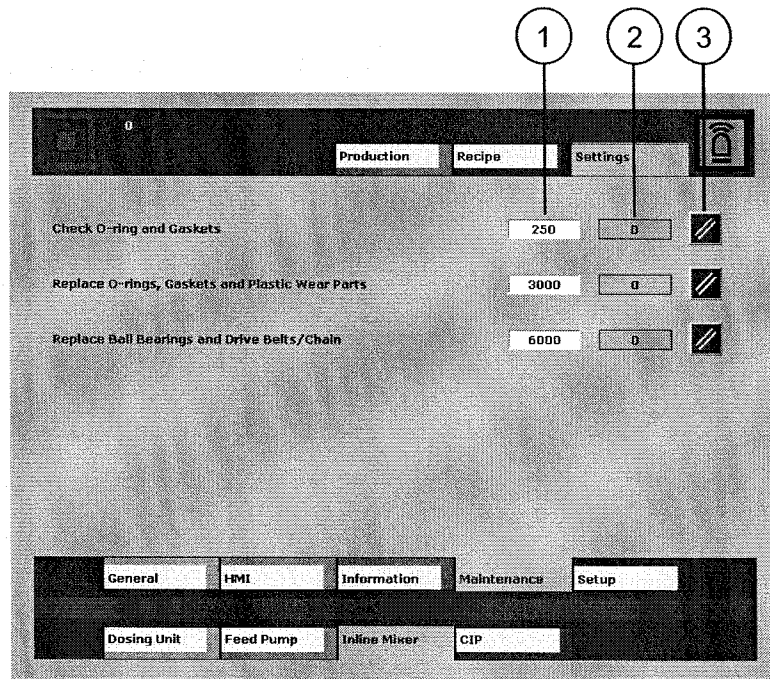 1 2 3
0
Production Recipe Settings
Check O-ring and Gaskets 250 0
Replace O-rings, Gaskets and Plastic Wear Parts 3000 0
Replace Ball Bearings and Drive Belts/Chain 6000 0
General HMI Information Maintenance Setup
Dosing Unit Feed Pump Inline Mixer CIP